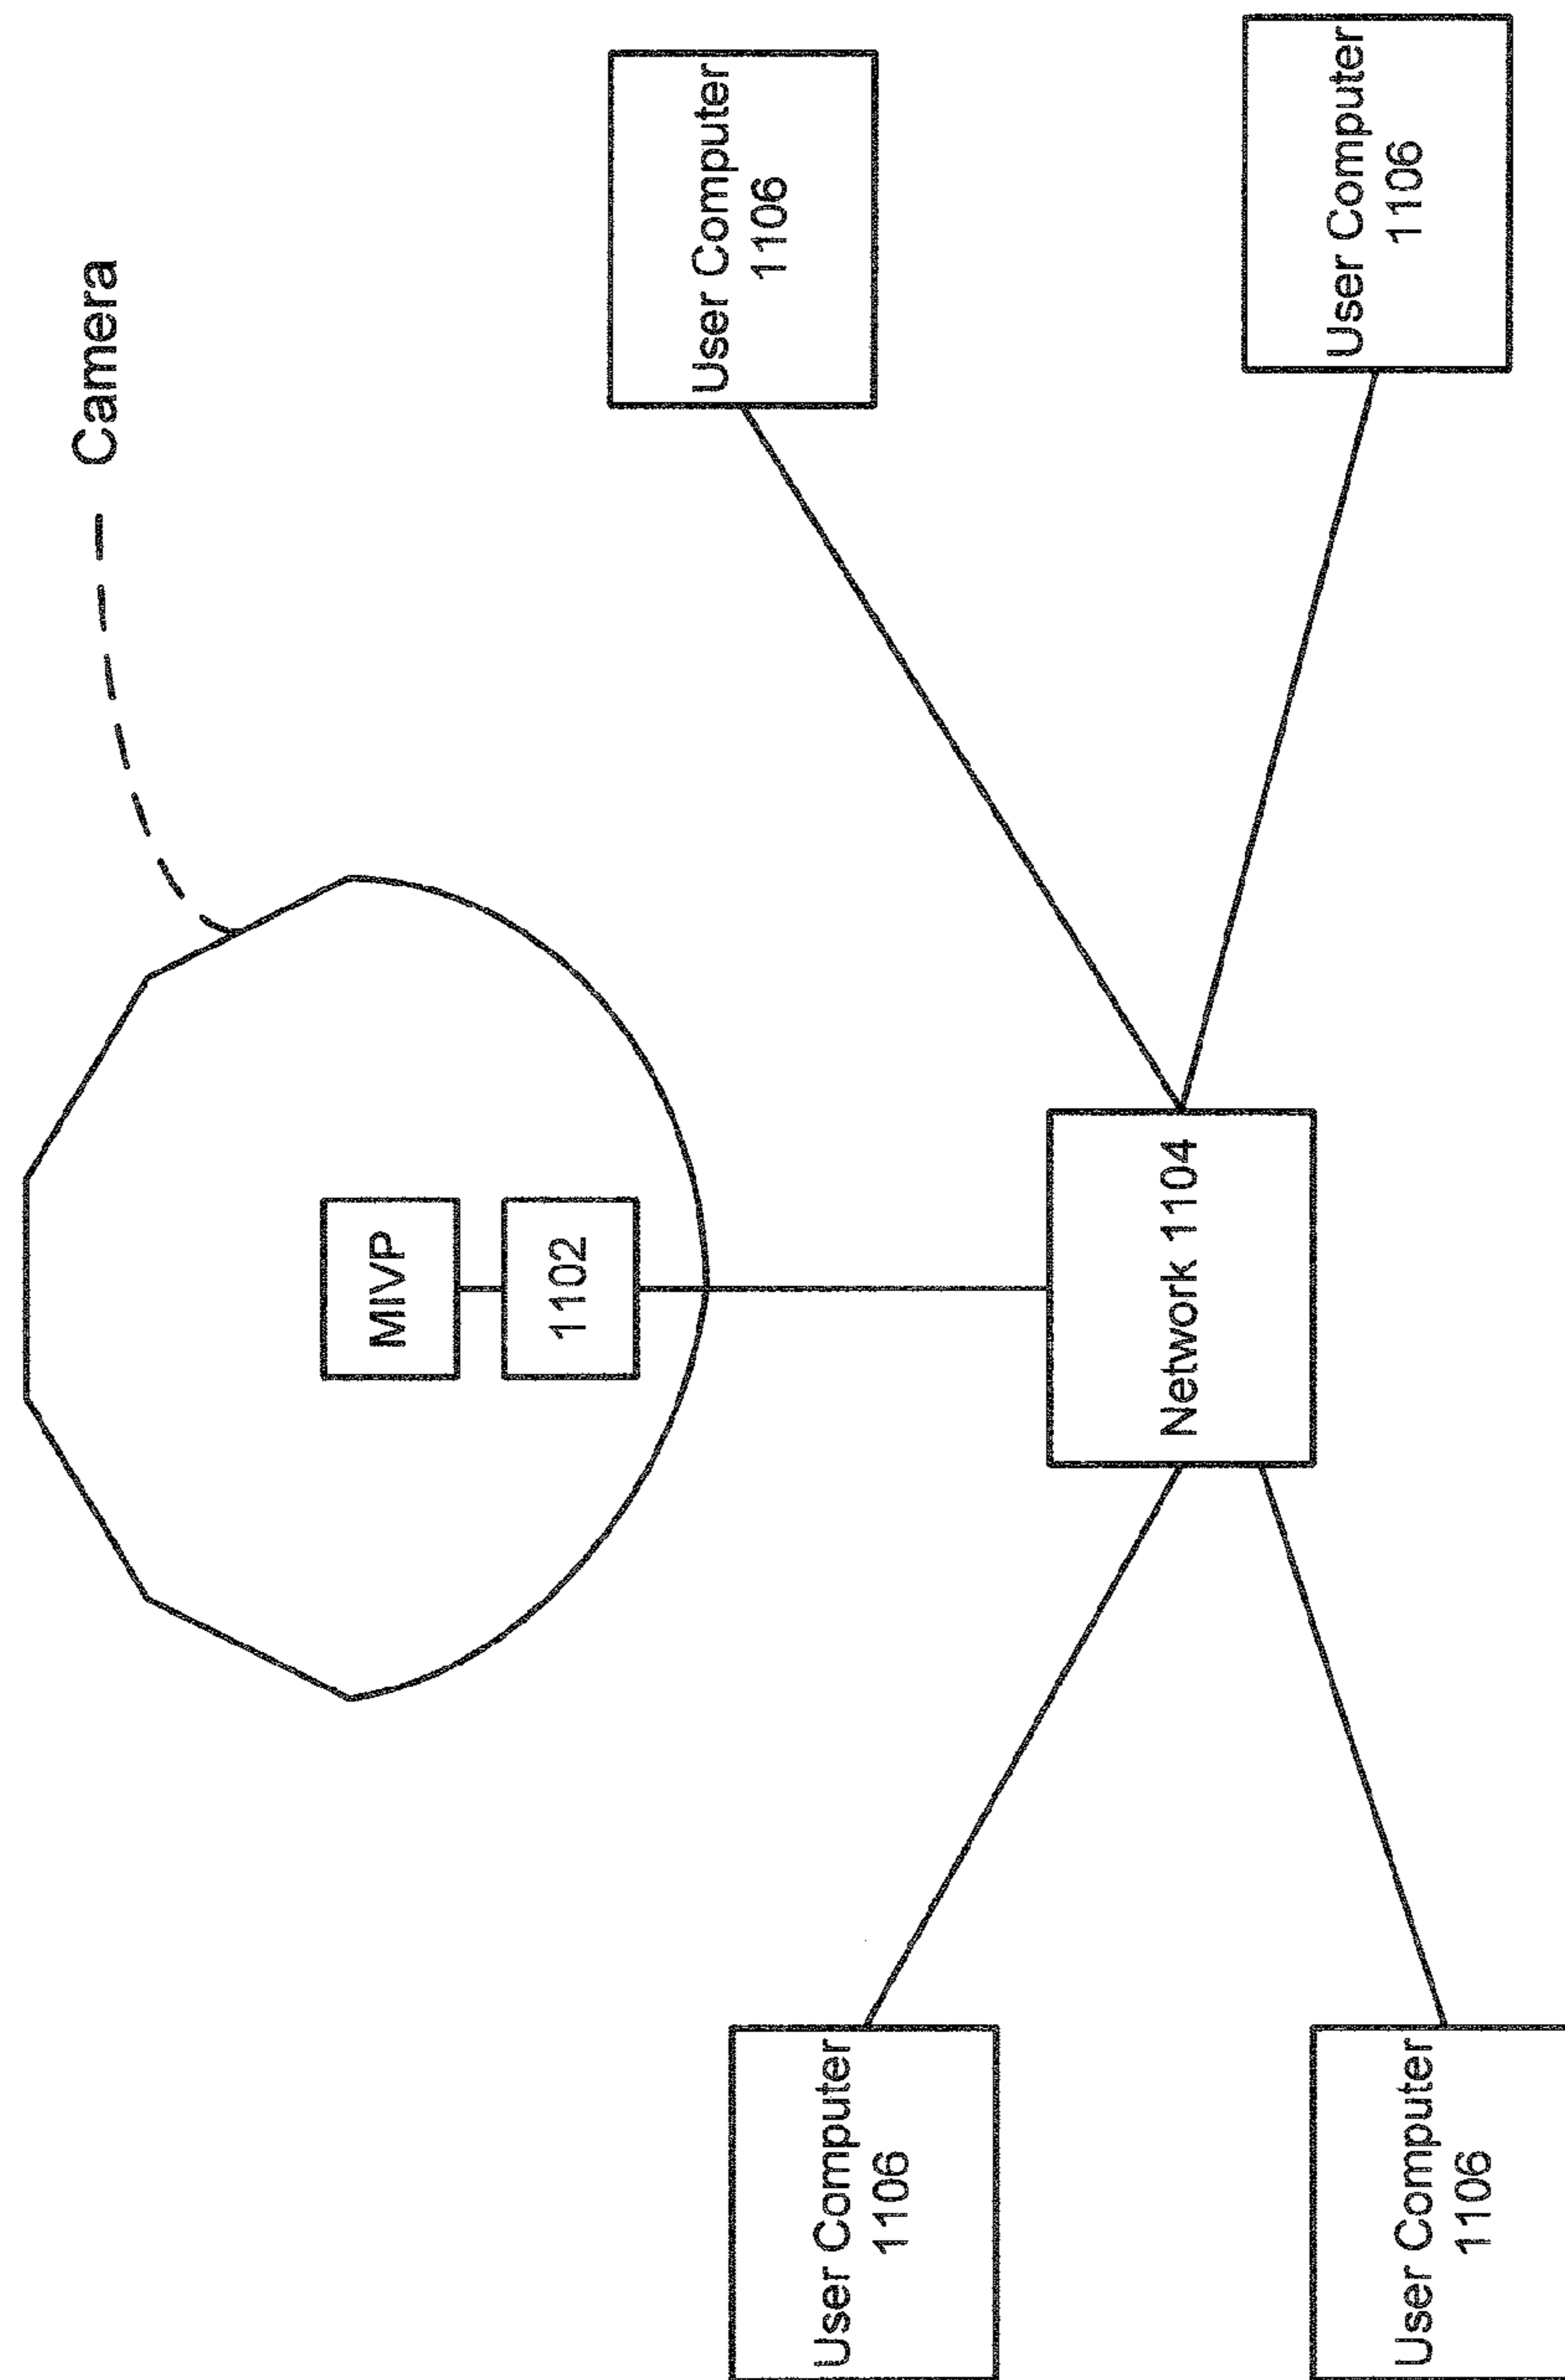 Camera
MIVP
1102
User Computer
1106
User Computer
1106
Network 1104
User Computer
1106
User Computer
1106